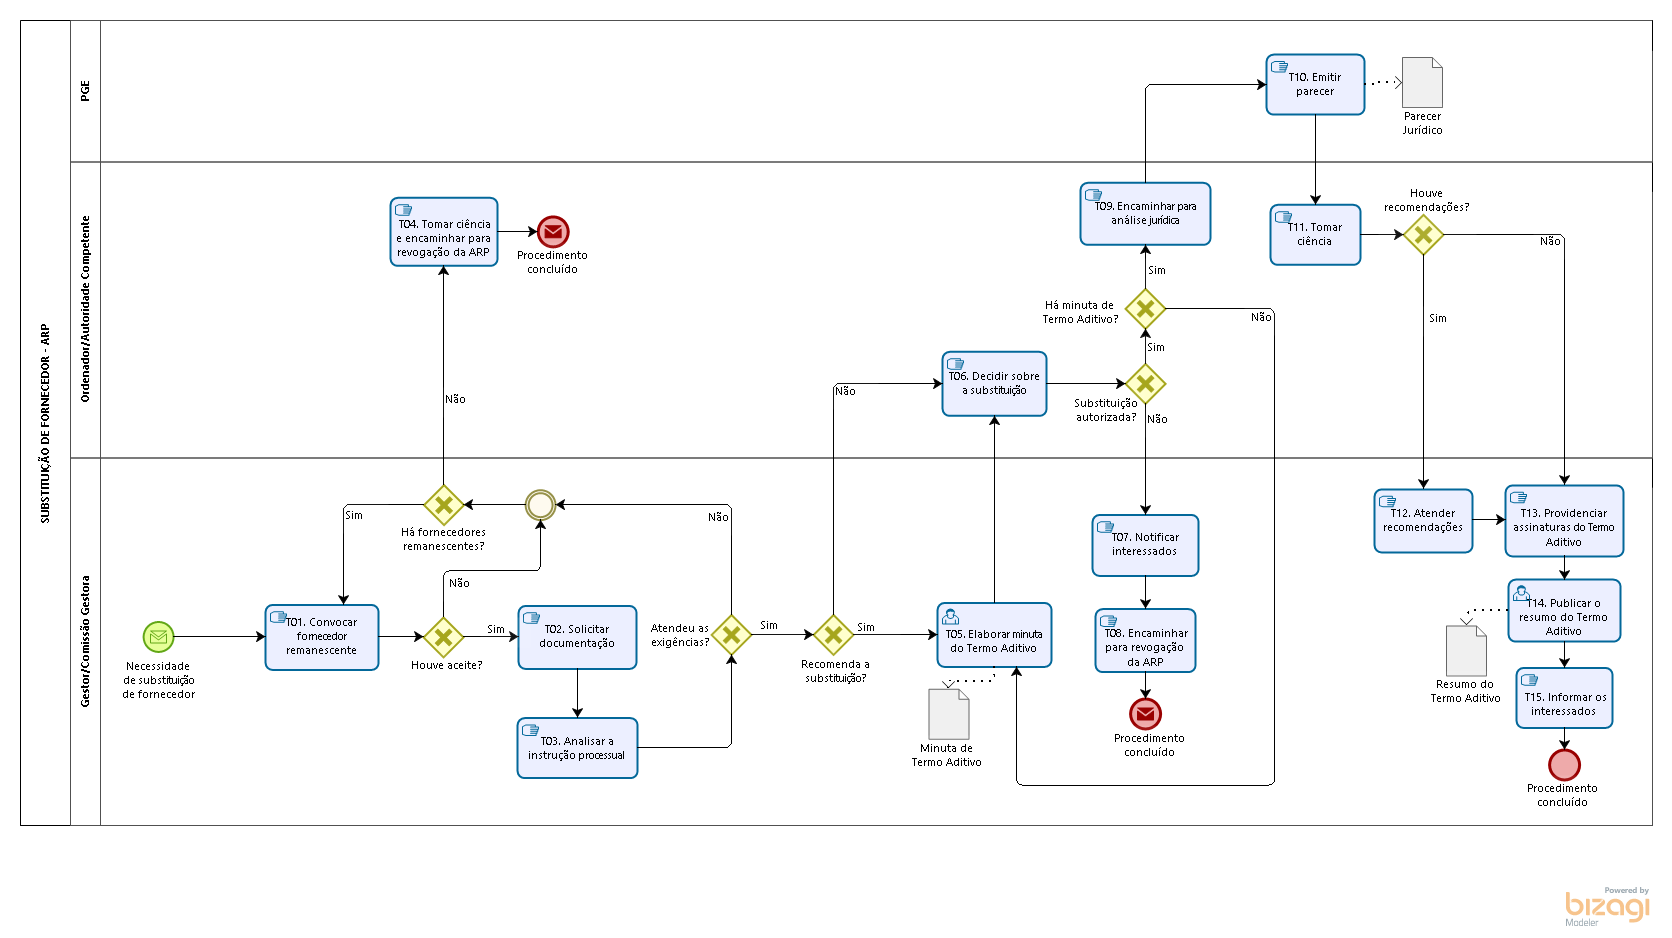 SUBSTITUIÇÃO DE FORNECEDOR - ARP
PGE
T10. Emitir
parecer
Parecer
Jurídico
Ordenador/Autoridade Competente
T04. Tomar ciência
e encaminhar para
revogação da ARP
Procedimento
concluído
Não
T09. Encaminhar para
análise jurídica
Sim
Há minuta de
Termo Aditivo?
Não
Sim
T06. Decidir sobre
a substituição
Não
Substituição
autorizada?
Não
T11. Tomar
ciência
Houve
recomendações?
Não
Sim
Gestor/Comissão Gestora
Necessidade
de substituição
de fornecedor
T01. Convocar
fornecedor
remanescente
Sim
Há fornecedores
remanescentes?
Não
Houve aceite?
Sim
T02. Solicitar
documentação
T03. Analisar a
instrução processual
Não
Atendeu as
exigências?
Sim
Recomenda a
substituição?
Sim
T05. Elaborar minuta
do Termo Aditivo
Minuta de
Termo Aditivo
T07. Notificar
interessados
T08. Encaminhar
para revogação
da ARP
Procedimento
concluído
T12. Atender
recomendações
T13. Providenciar
assinaturas do Termo
Aditivo
T14. Publicar o
resumo do Termo
Aditivo
Resumo do
Termo Aditivo
T15. Informar os
interessados
Procedimento
concluído
Powered by
bizagi
Modeler